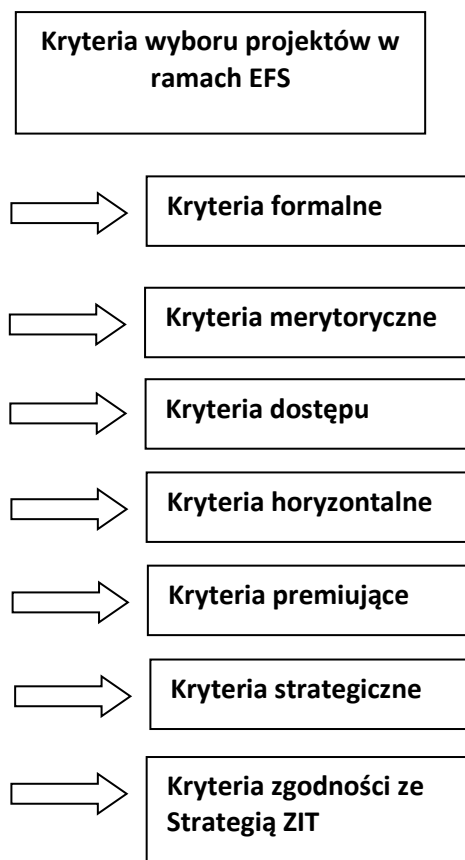 Kryteria wyboru projektów w
ramach EFS
Kryteria formalne
Kryteria merytoryczne
Kryteria dostępu
Kryteria horyzontalne
Kryteria premiujące
Kryteria strategiczne
Kryteria zgodności ze
Strategią ZIT